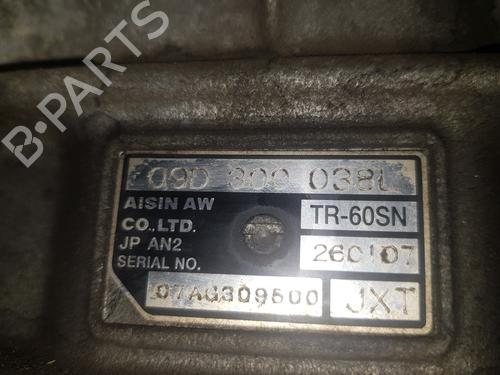 B-PARTS
09D 300 038L
AISIN AW
CO.,LTD.
JP AN2
SERIAL NO.
TR-60SN
260107
07AG309500
JXT